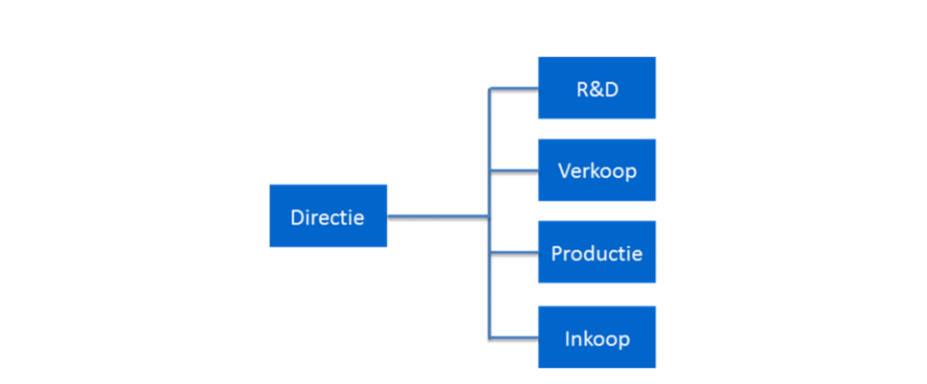 Directie
R&D
Verkoop
Productie
Inkoop